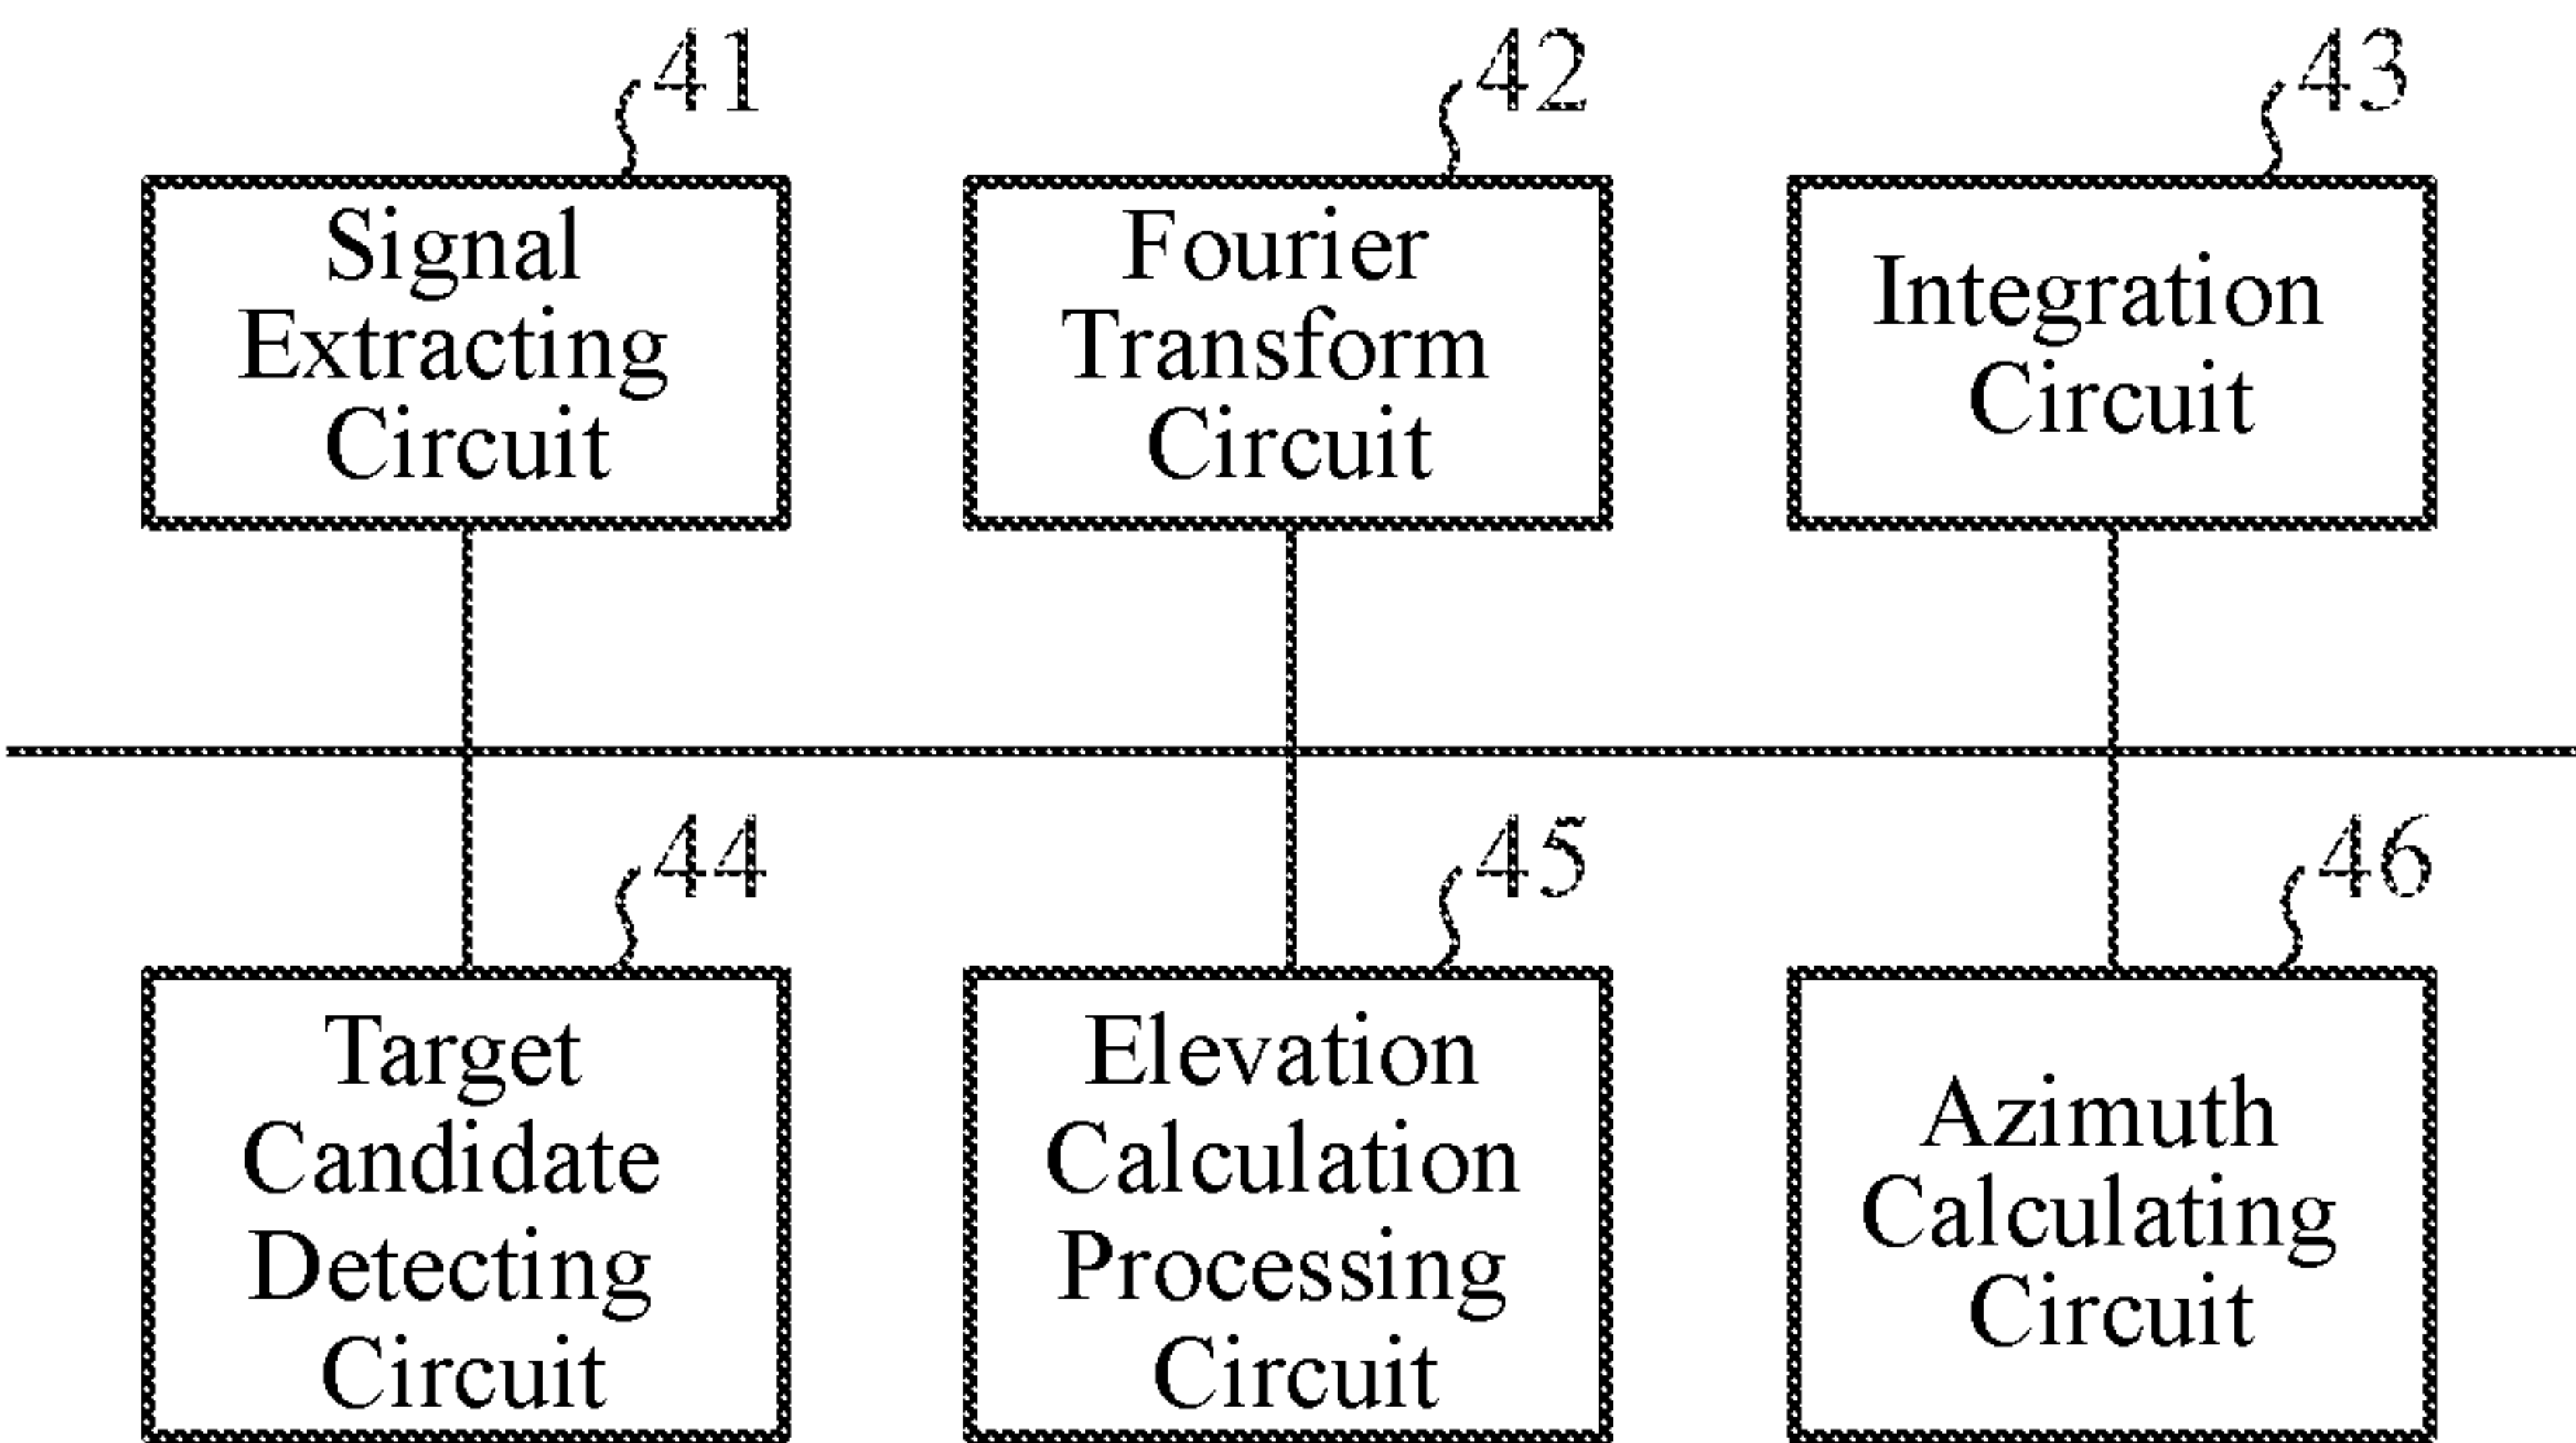 41
Signal
Extracting
Circuit
42
Fourier
Transform
Circuit
43
Integration
Circuit
44
Target
Candidate
Detecting
Circuit
45
Elevation
Calculation
Processing
Circuit
46
Azimuth
Calculating
Circuit